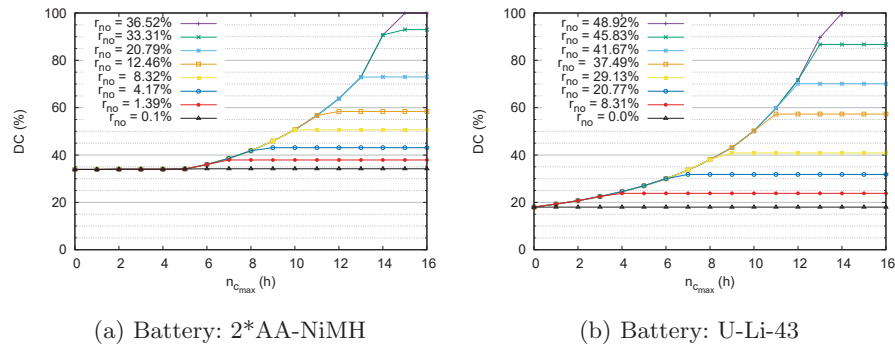 100
80
60
40
20
0
DC (%)
r_no = 36.52%
r_no = 33.31%
r_no = 20.79%
r_no = 12.46%
r_no = 8.32%
r_no = 4.17%
r_no = 1.39%
r_no = 0.1%
0 2 4 6 8 10 12 14 16
n_c_max (h)
(a) Battery: 2*AA-NiMH
100
80
60
40
20
0
DC (%)
r_no = 48.92%
r_no = 45.83%
r_no = 41.67%
r_no = 37.49%
r_no = 29.13%
r_no = 20.77%
r_no = 8.31%
r_no = 0.0%
0 2 4 6 8 10 12 14 16
n_c_max (h)
(b) Battery: U-Li-43